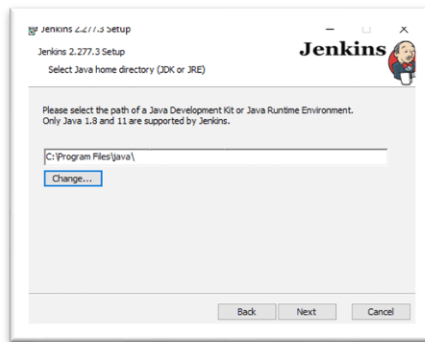 Jenkins 2.277.3 Setup
Jenkins 2.277.3 Setup
Jenkins
Select Java home directory (JDK or JRE)
Please select the path of a Java Development Kit or Java Runtime Environment.
Only Java 1.8 and 11 are supported by Jenkins.
C:\Program Files\java\
Change...
Back Next Cancel